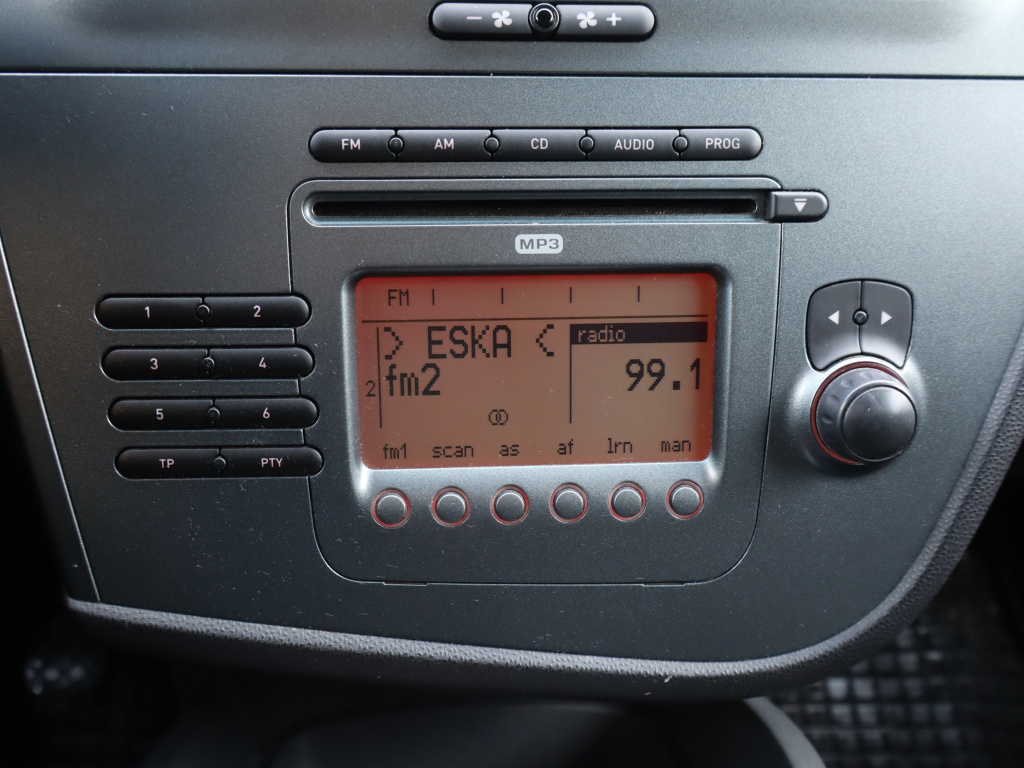 − +
FM AM CD AUDIO PROG
MP3
FM
> ESKA <
radio
2 fm2
99.1
fm1 scan as af lrn man
1 2
3 4
5 6
TP PTY